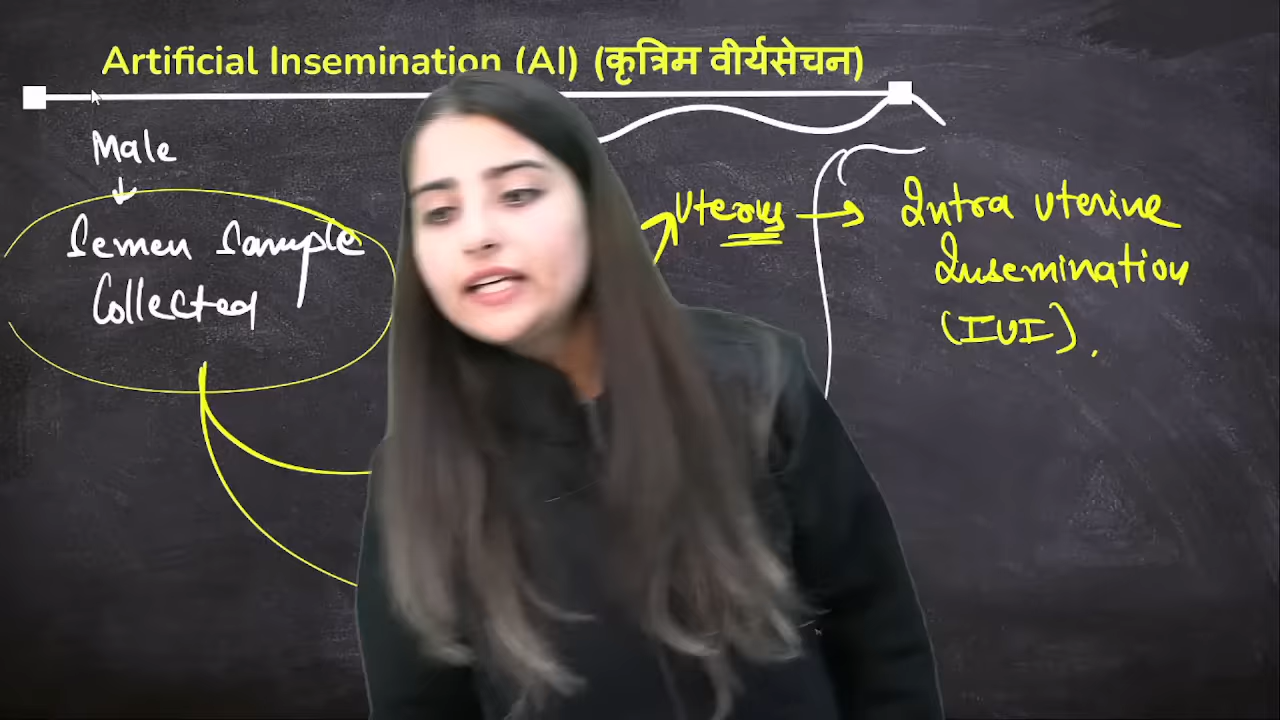 Artificial Insemination (AI) (कृत्रिम वीर्यसेचन)
Male
Semen Sample
Collected
Uterus
Intra Uterine
Insemination
(IUI).